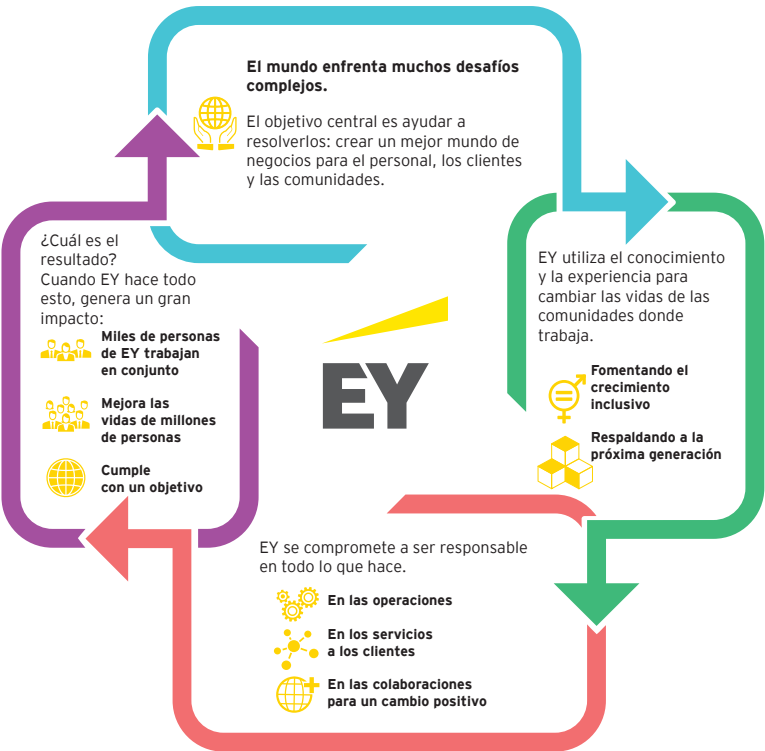 El mundo enfrenta muchos desafíos
complejos.
El objetivo central es ayudar a
resolverlos: crear un mejor mundo de
negocios para el personal, los clientes
y las comunidades.
EY utiliza el conocimiento
y la experiencia para
cambiar las vidas de las
comunidades donde
trabaja.
Fomentando el
crecimiento
inclusivo
Respaldando a la
próxima generación
EY se compromete a ser responsable
en todo lo que hace.
En las operaciones
En los servicios
a los clientes
En las colaboraciones
para un cambio positivo
¿Cuál es el
resultado?
Cuando EY hace todo
esto, genera un gran
impacto:
Miles de personas
de EY trabajan
en conjunto
Mejora las
vidas de millones
de personas
Cumple
con un objetivo
EY